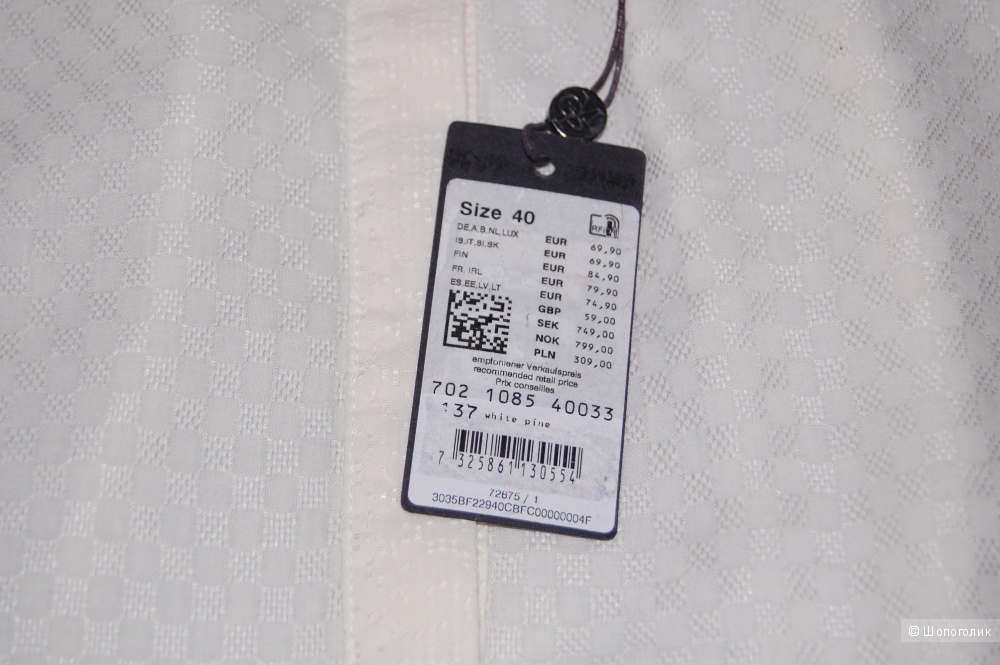 Size 40
RFID
DE,A,B,NL,LUX EUR 69,90
IS,IT,SI,SK EUR 69,90
FIN EUR 84,90
FR, IRL EUR 79,90
ES,EE,LV,LT EUR 74,90
GBP 59,00
SEK 749,00
NOK 799,00
PLN 309,00
empfohlener Verkaufspreis
recommended retail price
Prix conseilles
702 1085 40033
137 white pine
7 325861 130554
72675 / 1
3035BF22940CBFC00000004F
© Шопоголик